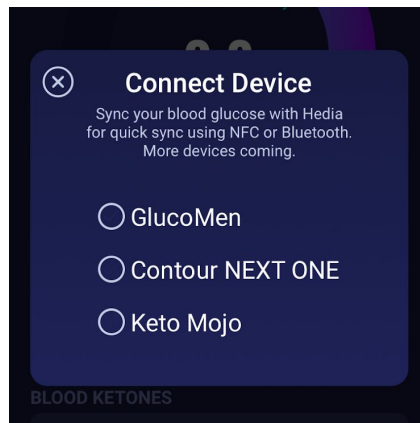 Connect Device
Sync your blood glucose with Hedia
for quick sync using NFC or Bluetooth.
More devices coming.
GlucoMen
Contour NEXT ONE
Keto Mojo
BLOOD KETONES